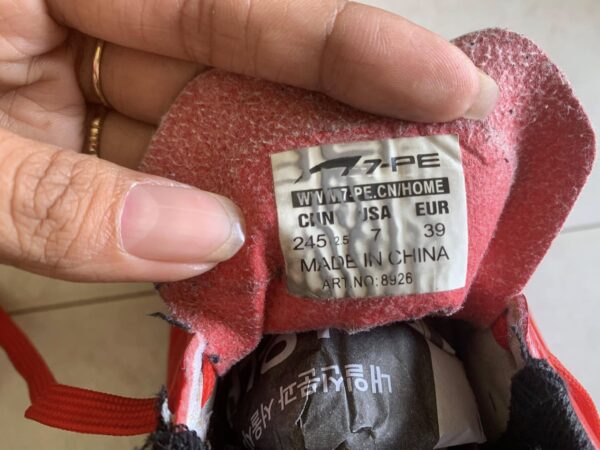 7-PE
WWW.7-PE.CN/HOME
CHN USA EUR
245 2.5 7 39
MADE IN CHINA
ART.NO:8926